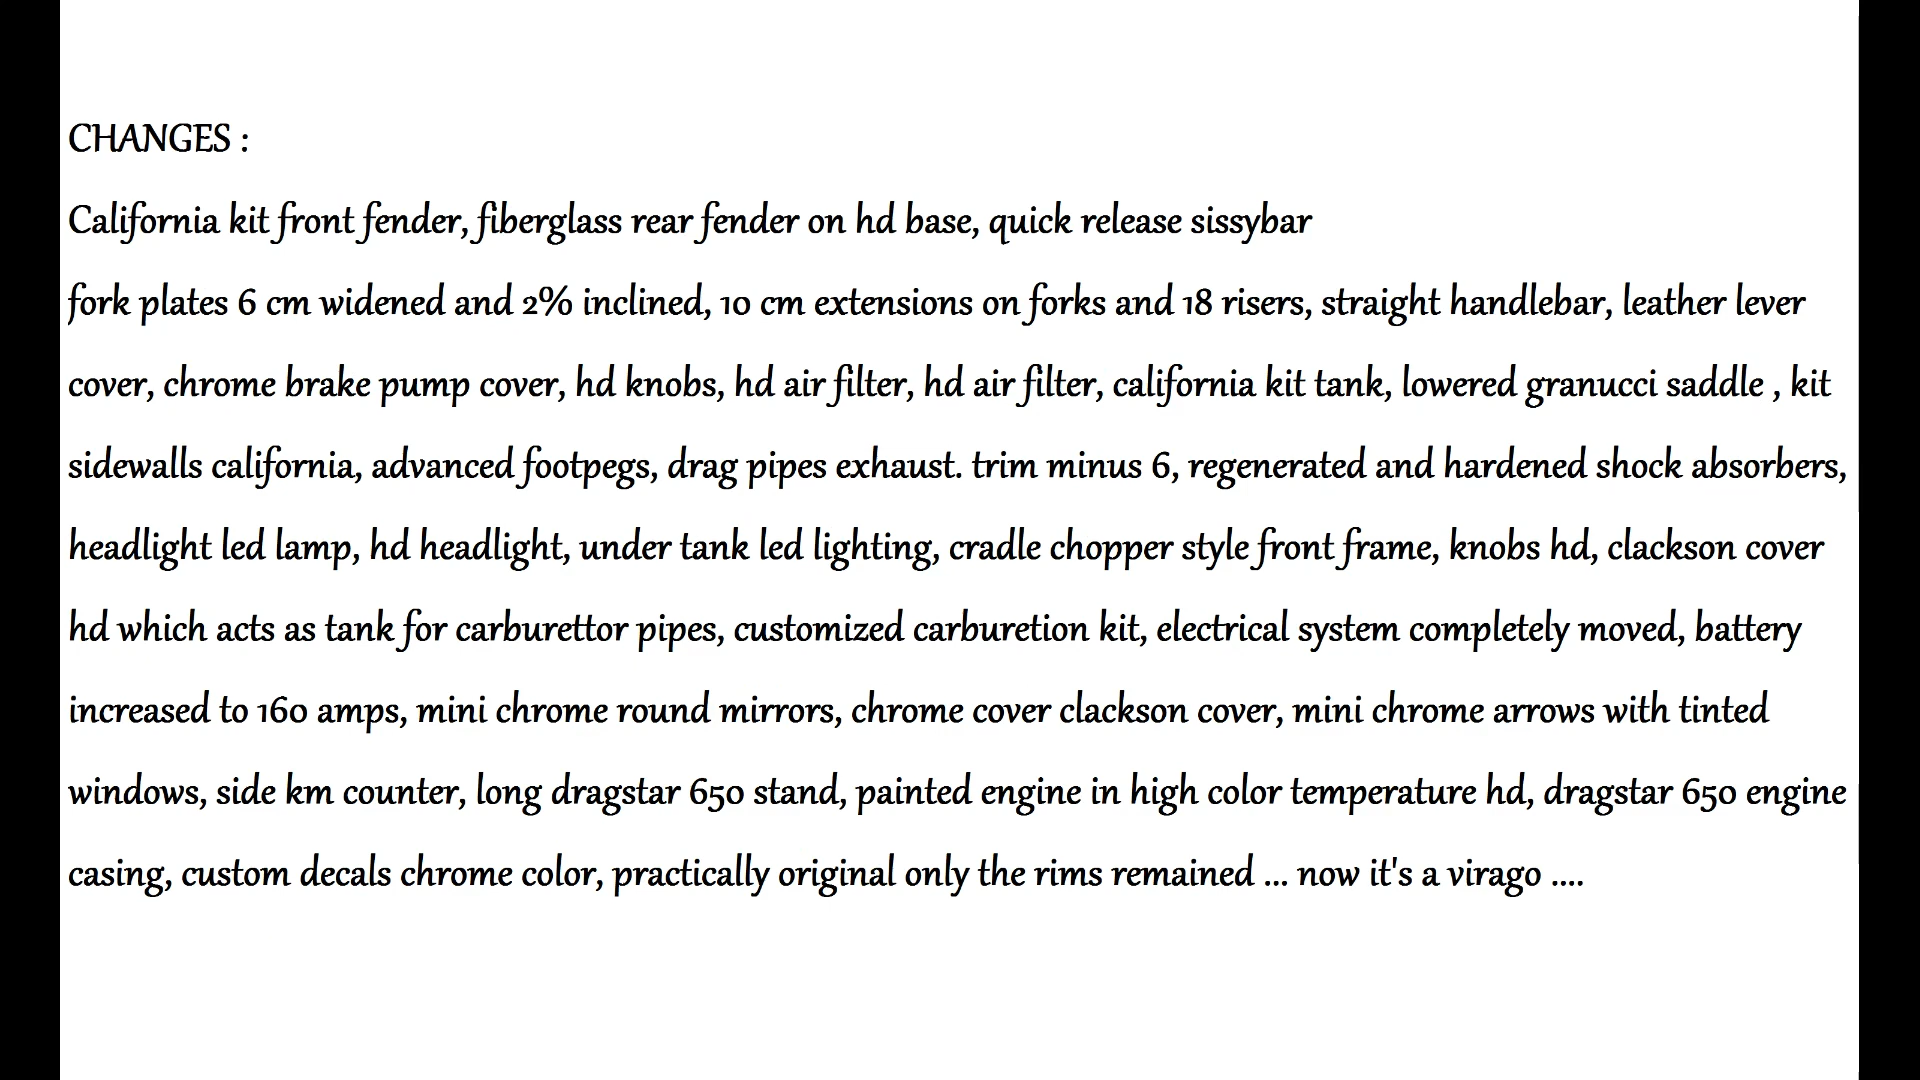 CHANGES :
California kit front fender, fiberglass rear fender on hd base, quick release sissybar
fork plates 6 cm widened and 2% inclined, 10 cm extensions on forks and 18 risers, straight handlebar, leather lever
cover, chrome brake pump cover, hd knobs, hd air filter, hd air filter, california kit tank, lowered granucci saddle , kit
sidewalls california, advanced footpegs, drag pipes exhaust. trim minus 6, regenerated and hardened shock absorbers,
headlight led lamp, hd headlight, under tank led lighting, cradle chopper style front frame, knobs hd, clackson cover
hd which acts as tank for carburettor pipes, customized carburetion kit, electrical system completely moved, battery
increased to 160 amps, mini chrome round mirrors, chrome cover clackson cover, mini chrome arrows with tinted
windows, side km counter, long dragstar 650 stand, painted engine in high color temperature hd, dragstar 650 engine
casing, custom decals chrome color, practically original only the rims remained ... now it's a virago ....